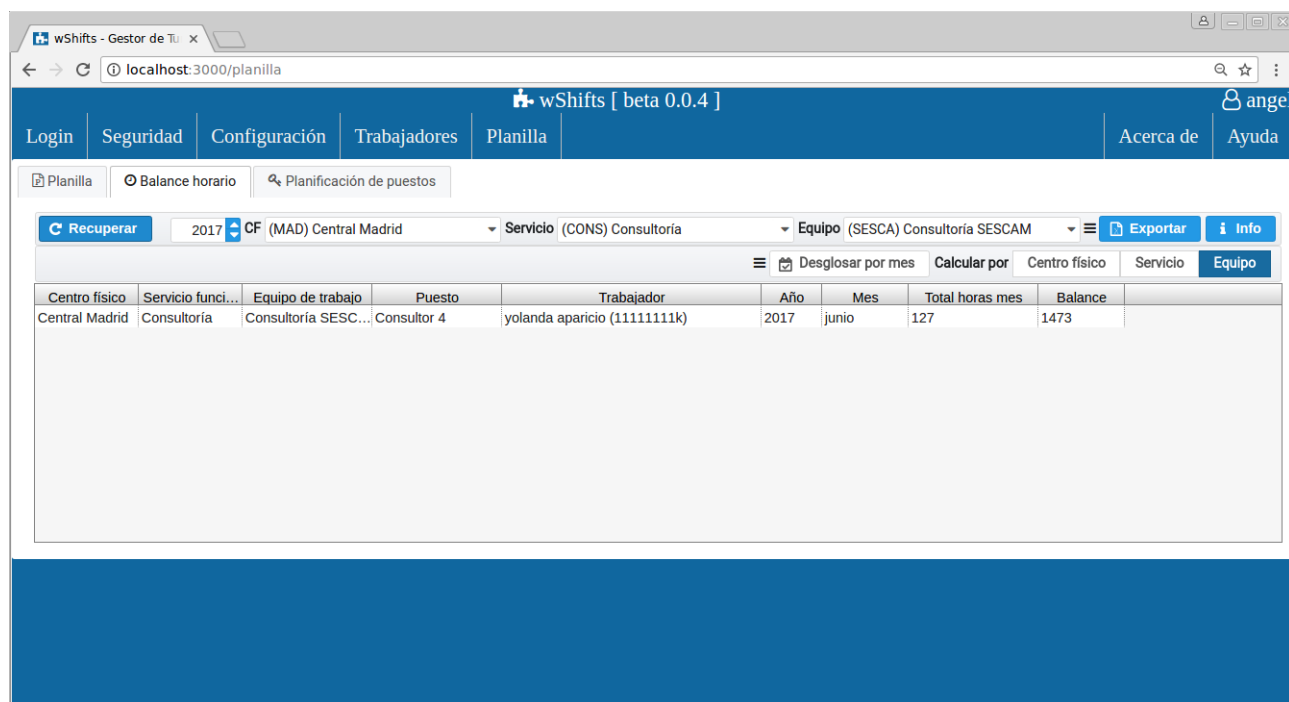 wShifts - Gestor de Tu
localhost:3000/planilla
wShifts [ beta 0.0.4 ] ange
Login Seguridad Configuración Trabajadores Planilla Acerca de Ayuda
Planilla Balance horario Planificación de puestos
Recuperar 2017 CF (MAD) Central Madrid Servicio (CONS) Consultoría Equipo (SESCA) Consultoría SESCAM Exportar Info
Desglosar por mes Calcular por Centro físico Servicio Equipo
Centro físico Servicio funci... Equipo de trabajo Puesto Trabajador Año Mes Total horas mes Balance
Central Madrid Consultoría Consultoría SESC... Consultor 4 yolanda aparicio (11111111k) 2017 junio 127 1473